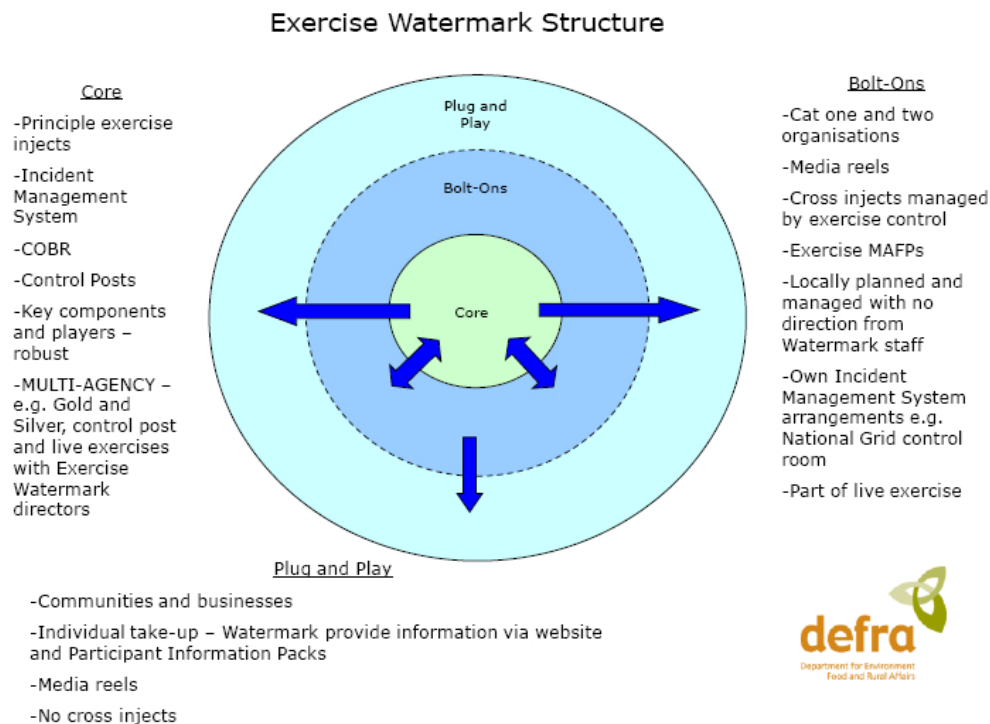 Exercise Watermark Structure
Core
-Principle exercise
injects
-Incident
Management
System
-COBR
-Control Posts
-Key components
and players –
robust
-MULTI-AGENCY –
e.g. Gold and
Silver, control post
and live exercises
with Exercise
Watermark
directors
Plug and
Play
Bolt-Ons
Core
Bolt-Ons
-Cat one and two
organisations
-Media reels
-Cross injects managed
by exercise control
-Exercise MAFPs
-Locally planned and
managed with no
direction from
Watermark staff
-Own Incident
Management System
arrangements e.g.
National Grid control
room
-Part of live exercise
Plug and Play
-Communities and businesses
-Individual take-up – Watermark provide information via website
and Participant Information Packs
-Media reels
-No cross injects
defra
Department for Environment
Food and Rural Affairs